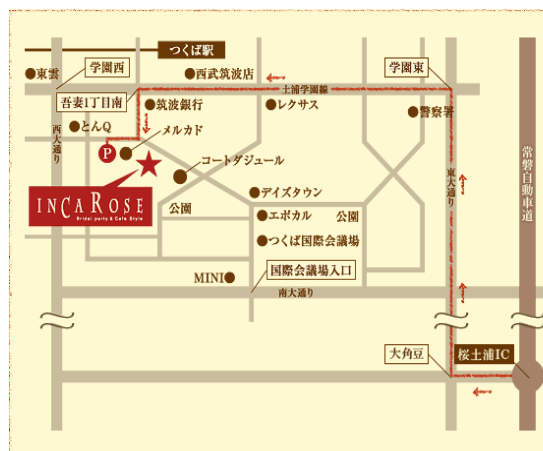 つくば駅
東雲
学園西
西武筑波店
学園東
土浦学園線
吾妻1丁目南
筑波銀行
レクサス
警察署
とんQ
メルカド
西大通り
P
コートダジュール
常磐自動車道
東大通り
INCA ROSE
Bridal party & Cafe Style
デイズタウン
公園
エポカル
公園
つくば国際会議場
国際会議場入口
MINI
南大通り
大角豆
桜土浦IC